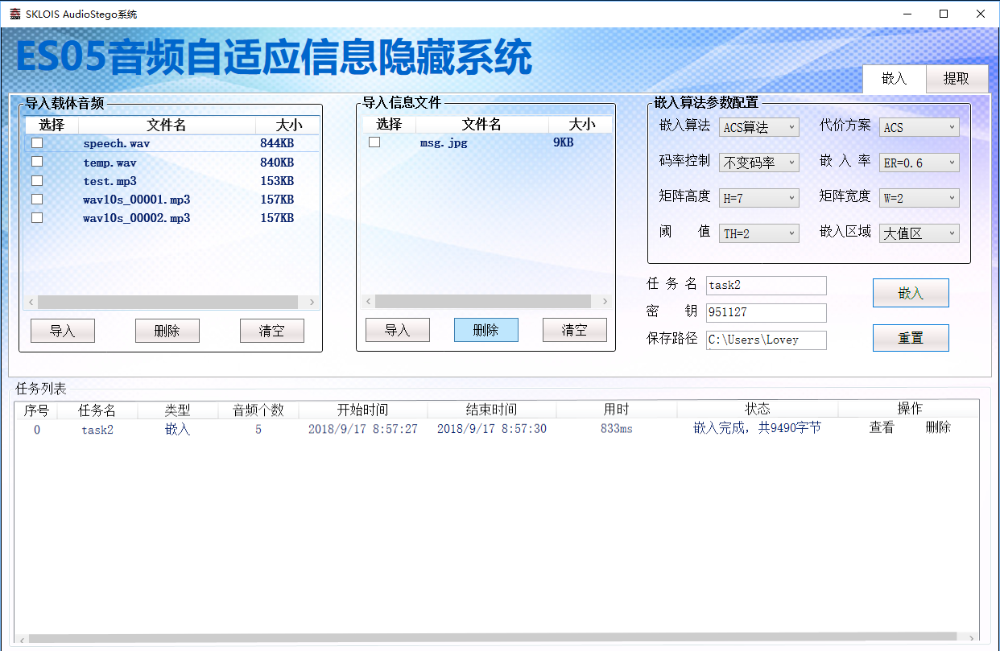 SKLOIS AudioStego系统
ES05音频自适应信息隐藏系统
嵌入 提取
导入载体音频
选择 文件名 大小
speech.wav 844KB
temp.wav 840KB
test.mp3 153KB
wav10s_00001.mp3 157KB
wav10s_00002.mp3 157KB
导入 删除 清空
导入信息文件
选择 文件名 大小
msg.jpg 9KB
导入 删除 清空
嵌入算法参数配置
嵌入算法 ACS算法 代价方案 ACS
码率控制 不变码率 嵌入率 ER=0.6
矩阵高度 H=7 矩阵宽度 W=2
阈值 TH=2 嵌入区域 大值区
任务名 task2
密钥 951127
保存路径 C:\Users\Lovey
嵌入
重置
任务列表
序号 任务名 类型 音频个数 开始时间 结束时间 用时 状态 操作
0 task2 嵌入 5 2018/9/17 8:57:27 2018/9/17 8:57:30 833ms 嵌入完成，共9490字节 查看 删除